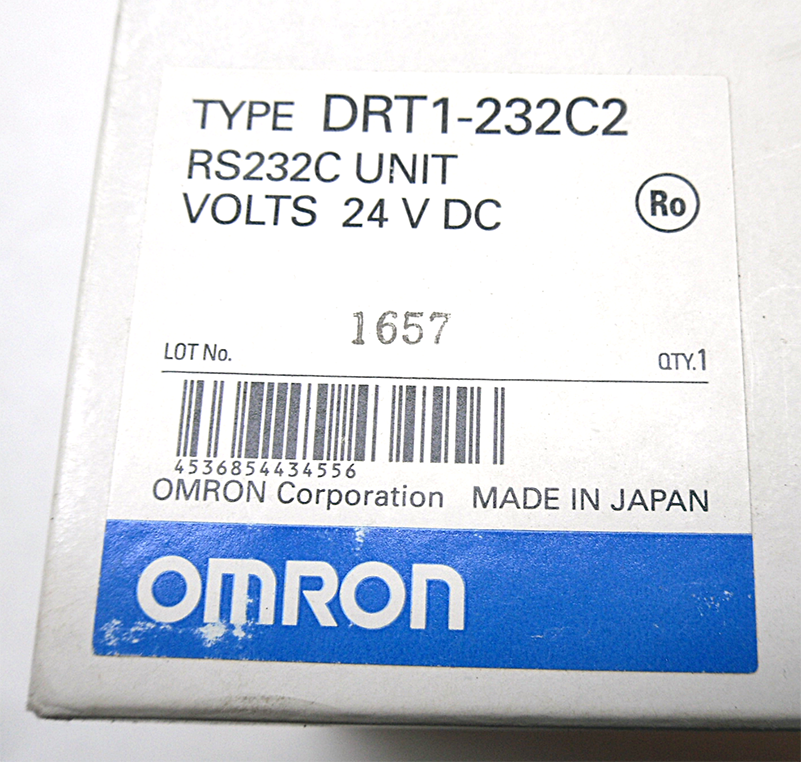 TYPE DRT1-232C2
RS232C UNIT
VOLTS 24 V DC
Ro
1657
LOT No.
QTY.1
4536854434556
OMRON Corporation MADE IN JAPAN
OMRON